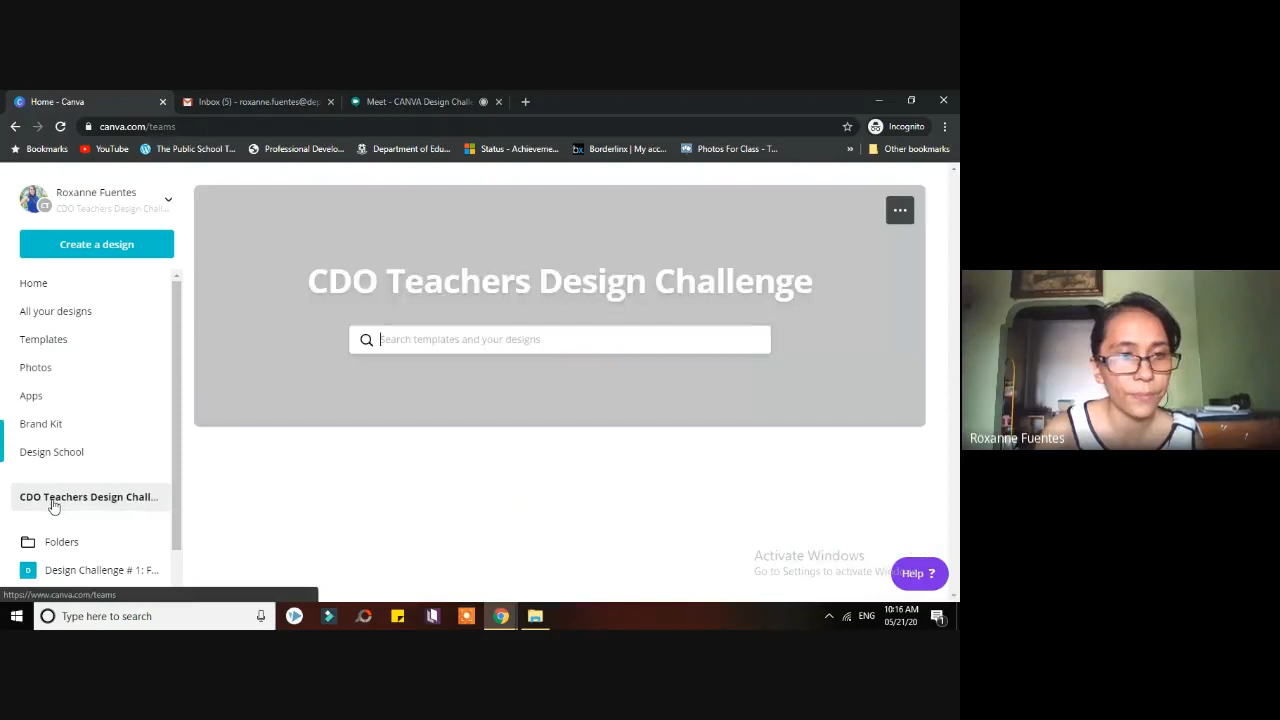 Home - Canva
Inbox (5) - roxanne.fuentes@dep
Meet - CANVA Design Challe
canva.com/teams
Incognito
Bookmarks
YouTube
The Public School T...
Professional Develo...
Department of Edu...
Status - Achieveme...
Borderlinx | My acc...
Photos For Class - T...
»
Other bookmarks
Roxanne Fuentes
CDO Teachers Design Chall...
Create a design
Home
All your designs
Templates
Photos
Apps
Brand Kit
Design School
CDO Teachers Design Chall...
Folders
D
Design Challenge # 1: F...
https://www.canva.com/teams
CDO Teachers Design Challenge
Search templates and your designs
Activate Windows
Go to Settings to activate
Help ?
Type here to search
ENG
10:16 AM
05/21/20
1
Roxanne Fuentes